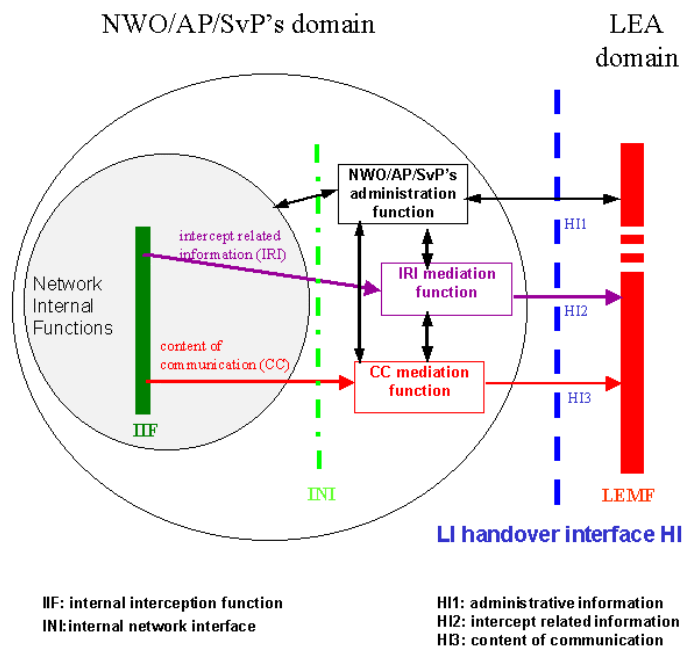 NWO/AP/SvP's domain
LEA
domain
NWO/AP/SvP's
administration
function
HI1
intercept related
information (IRI)
IRI mediation
function
HI2
Network
Internal
Functions
content of
communication (CC)
CC mediation
function
HI3
IIF
INI
LEMF
LI handover interface HI
IIF: internal interception function
INI:internal network interface
HI1: administrative information
HI2: intercept related information
HI3: content of communication